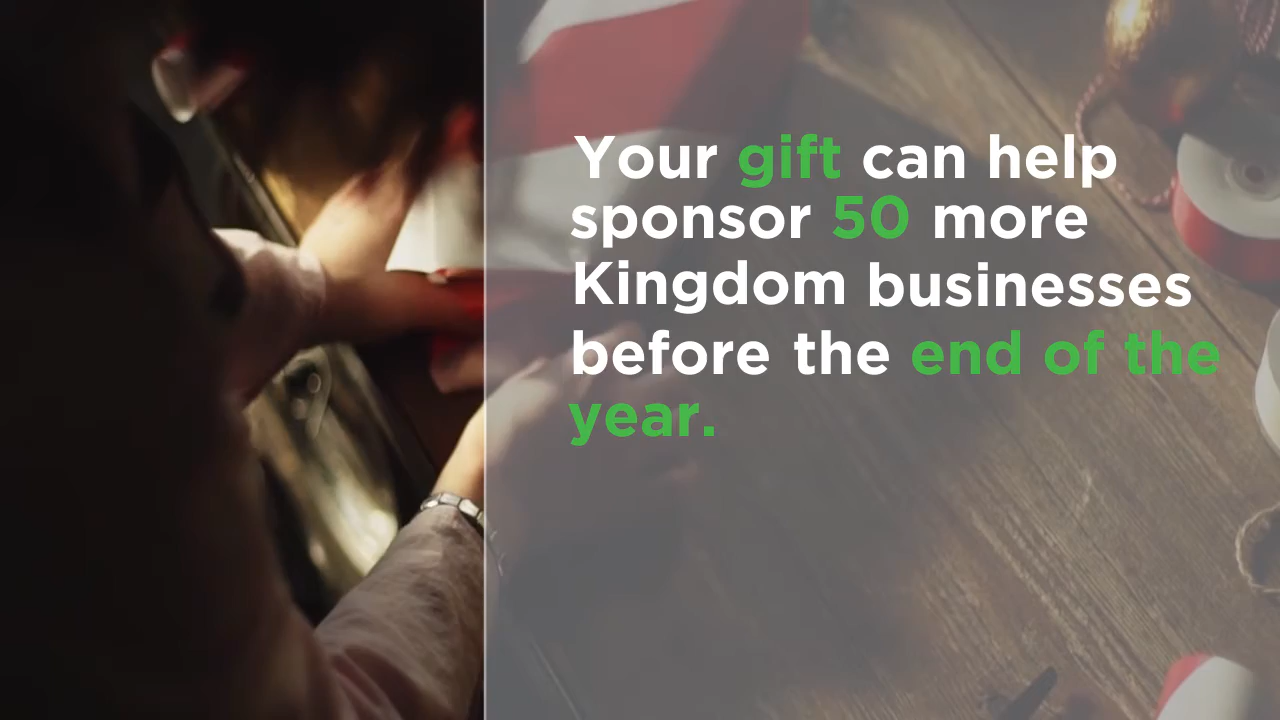 Your gift can help
sponsor 50 more
Kingdom businesses
before the end of the
year.